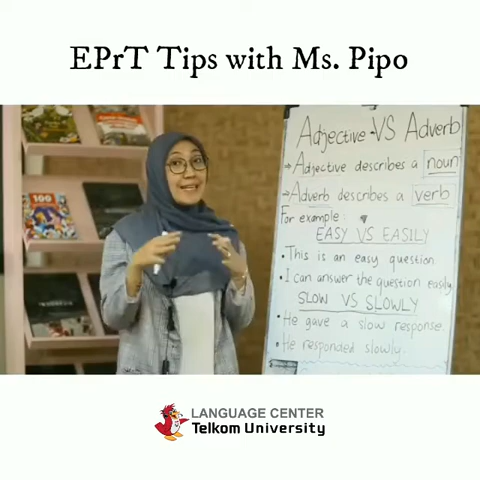 EPrT Tips with Ms. Pipo
Adjective VS Adverb
→ Adjective describes a noun
→ Adverb describes a verb
For example:
EASY VS EASILY
• This is an easy question
• I can answer the question easily
SLOW VS SLOWLY
• He gave a slow response.
• He responded slowly.
100
LANGUAGE CENTER
Telkom University